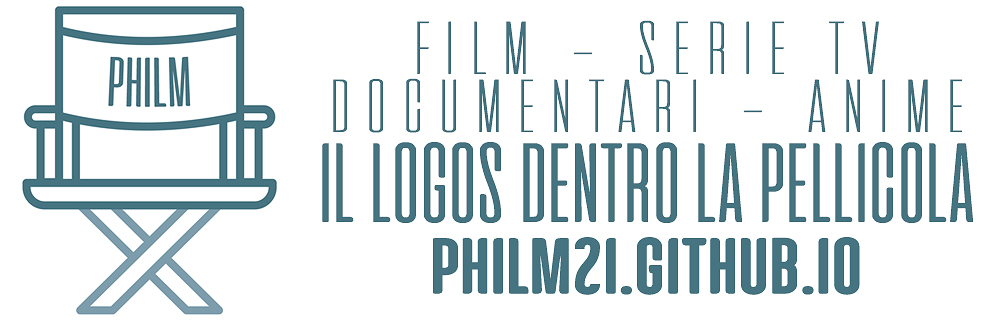 PHILM
FILM – SERIE TV
DOCUMENTARI – ANIME
IL LOGOS DENTRO LA PELLICOLA
PHILM21.GITHUB.IO